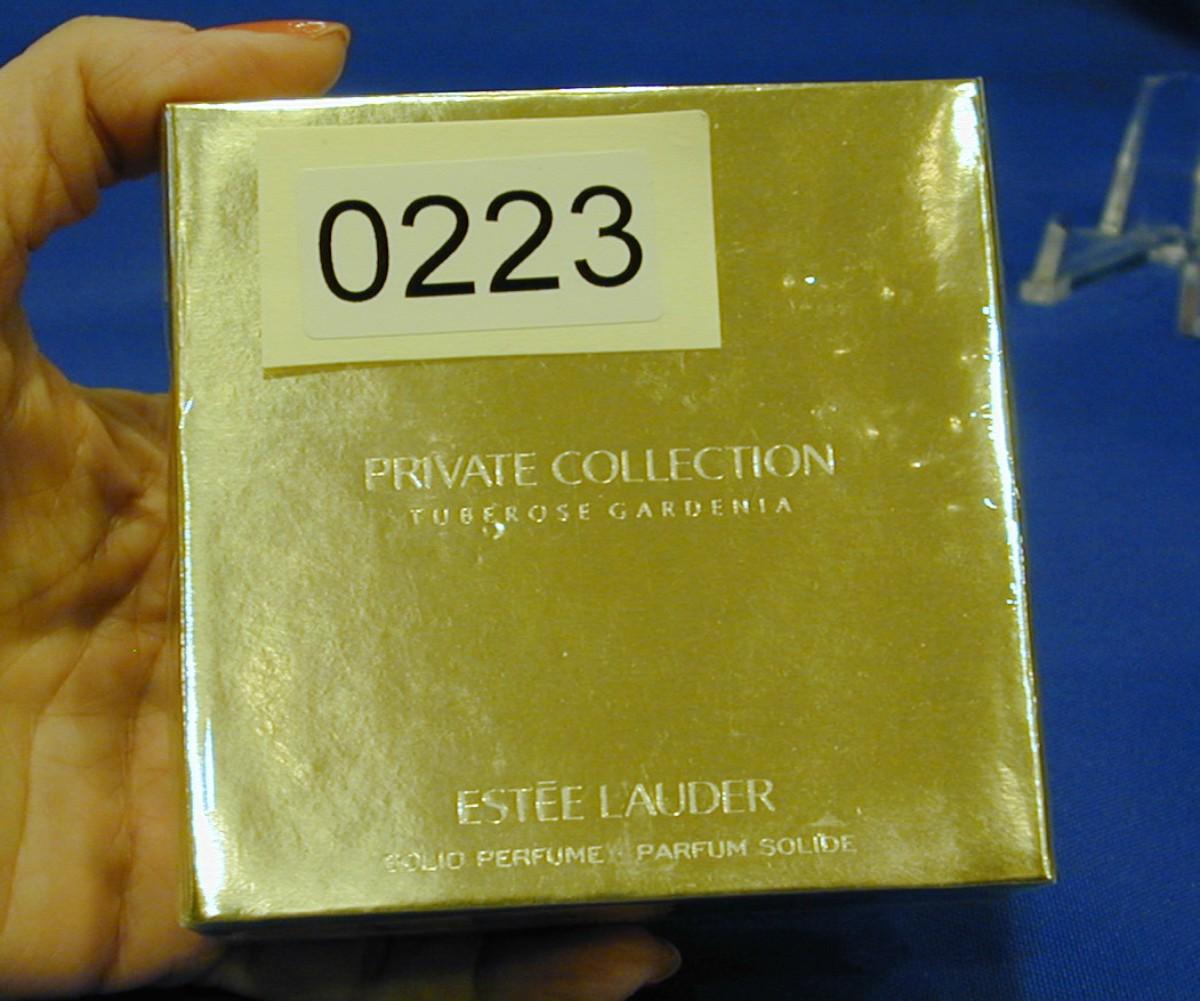 0223
PRIVATE COLLECTION
TUBEROSE GARDENIA
ESTĒE LAUDER
SOLID PERFUME / PARFUM SOLIDE